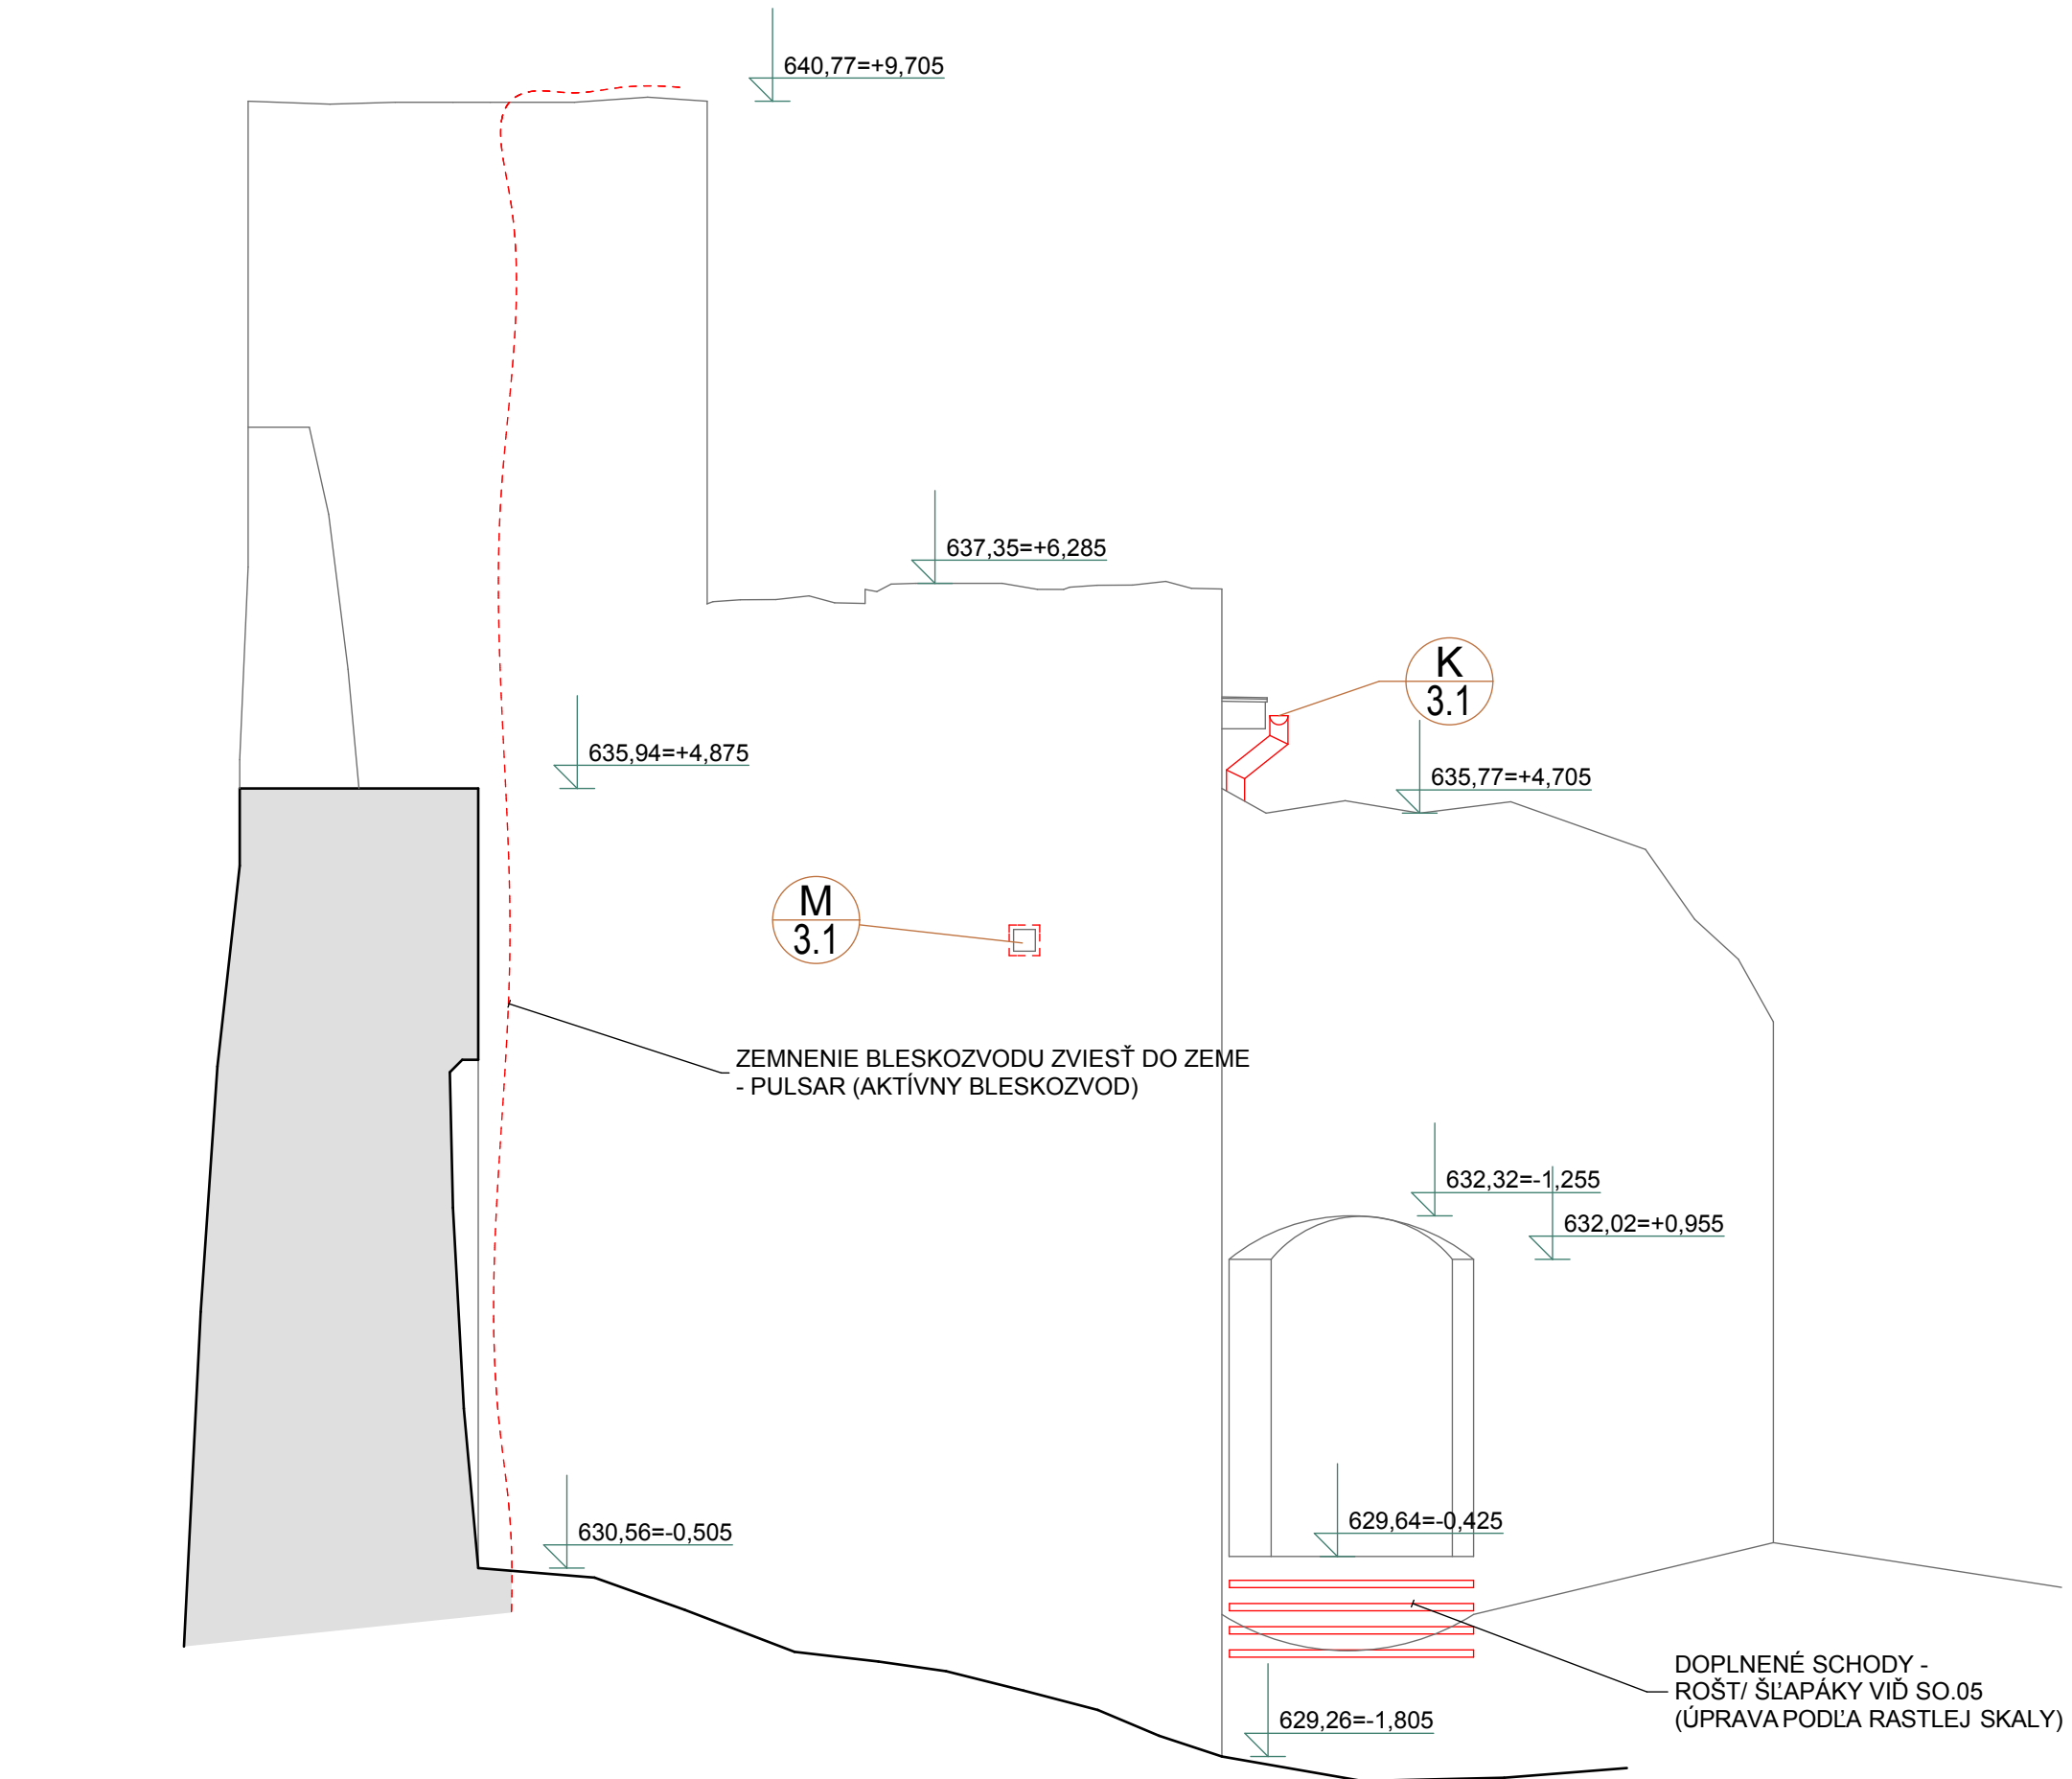 640,77=+9,705
637,35=+6,285
K
3.1
635,94=+4,875
635,77=+4,705
M
3.1
ZEMNENIE BLESKOZVODU ZVIESŤ DO ZEME
- PULSAR (AKTÍVNY BLESKOZVOD)
632,32=-1,255
632,02=+0,955
629,64=-0,425
630,56=-0,505
DOPLNENÉ SCHODY -
ROŠT/ ŠĽAPÁKY VIĎ SO.05
(ÚPRAVA PODĽA RASTLEJ SKALY)
629,26=-1,805